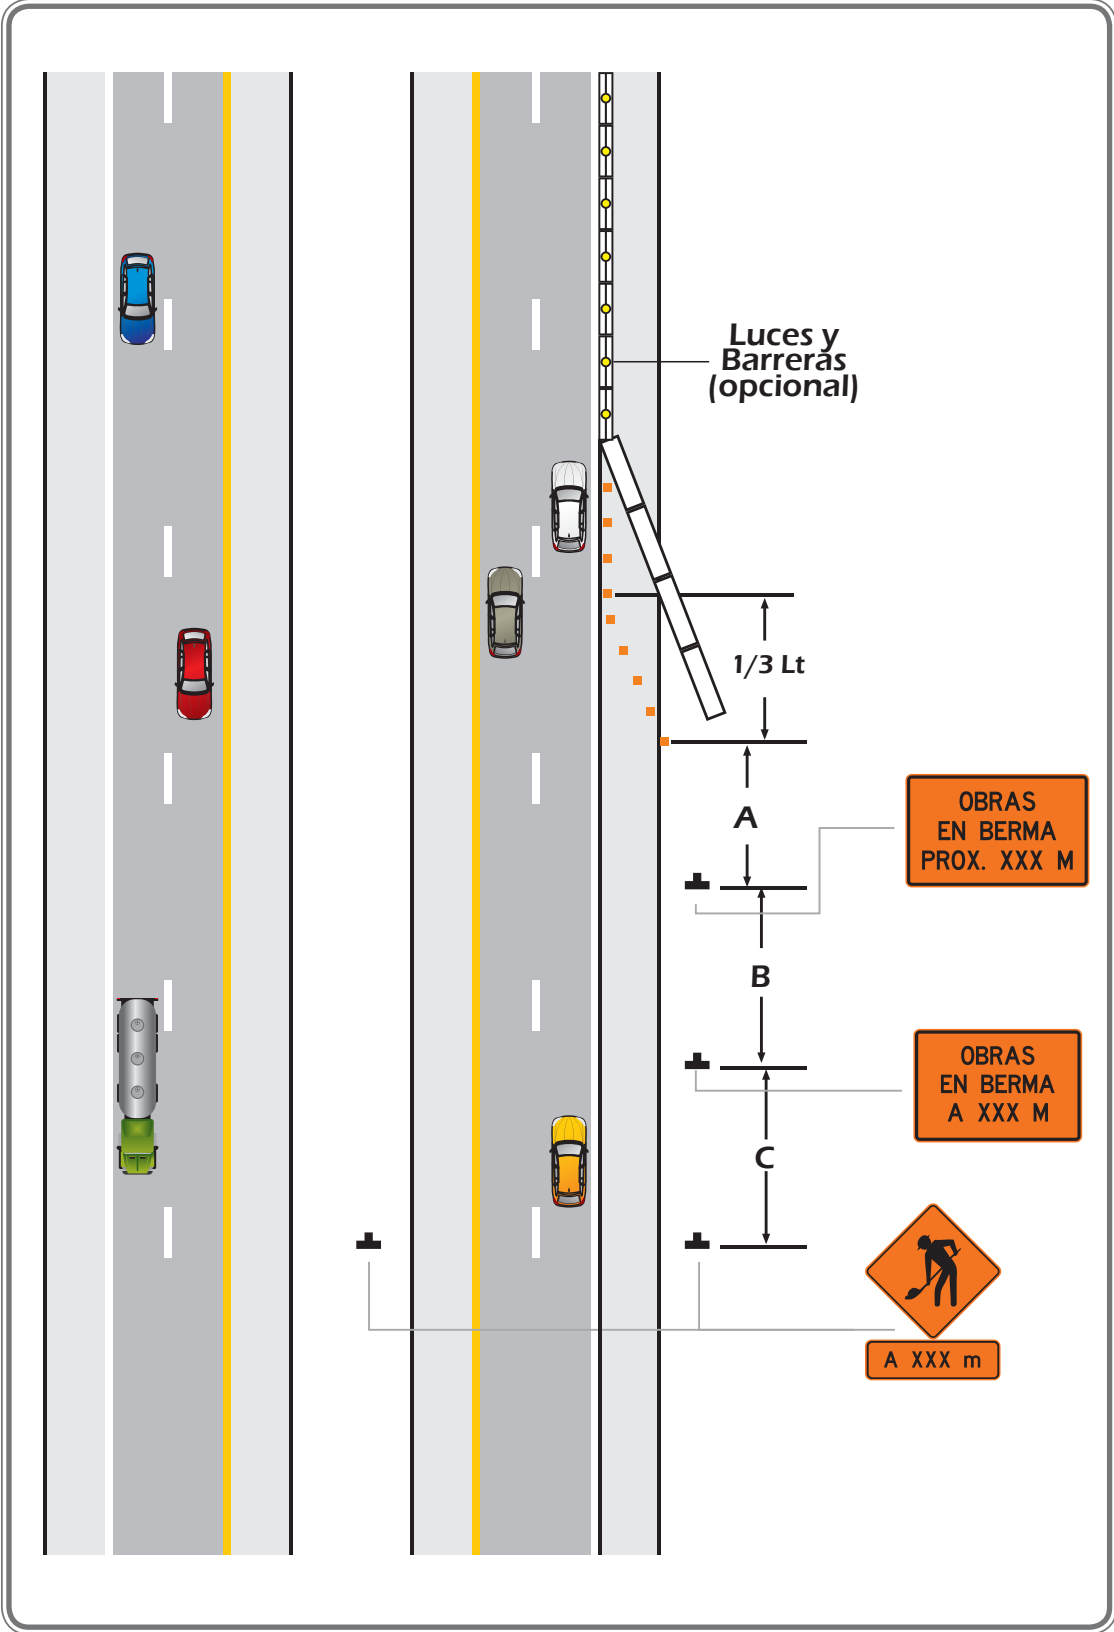 Luces y
Barreras
(opcional)
1/3 Lt
A
OBRAS
EN BERMA
PROX. XXX M
B
OBRAS
EN BERMA
A XXX M
C
A XXX m